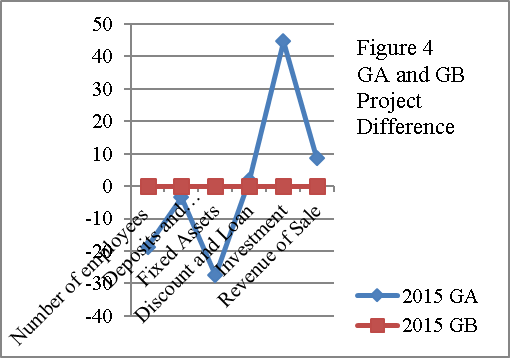 50
40
30
20
10
0
-10
-20
-30
-40
Number of employees
Deposits and...
Fixed Assets
Discount and Loan
Investment
Revenue of Sale
Figure 4
GA and GB
Project
Difference
2015 GA
2015 GB